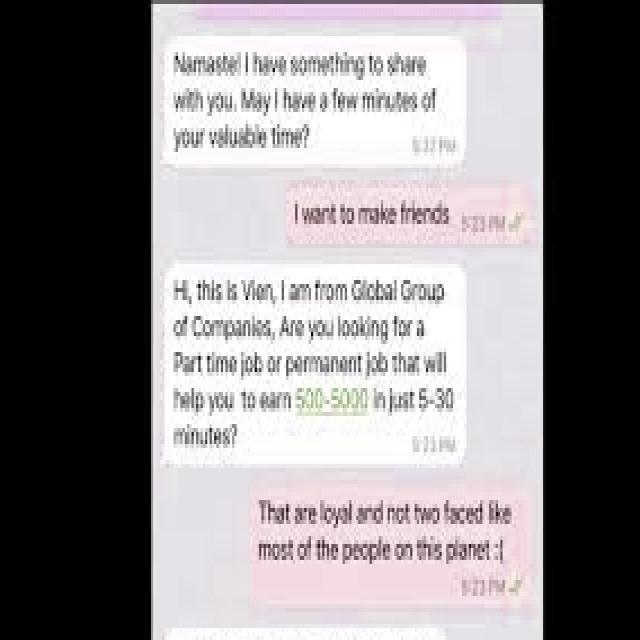 Namaste! I have something to share
with you. May I have a few minutes of
your valuable time?
I want to make friends 5:23 PM
Hi, this is Vien, I am from Global Group
of Companies, Are you looking for a
Part time job or permanent job that will
help you to earn 500-5000 in just 5-30
minutes?
5:23 PM
That are loyal and not two faced like
most of the people on this planet :(
5:23 PM